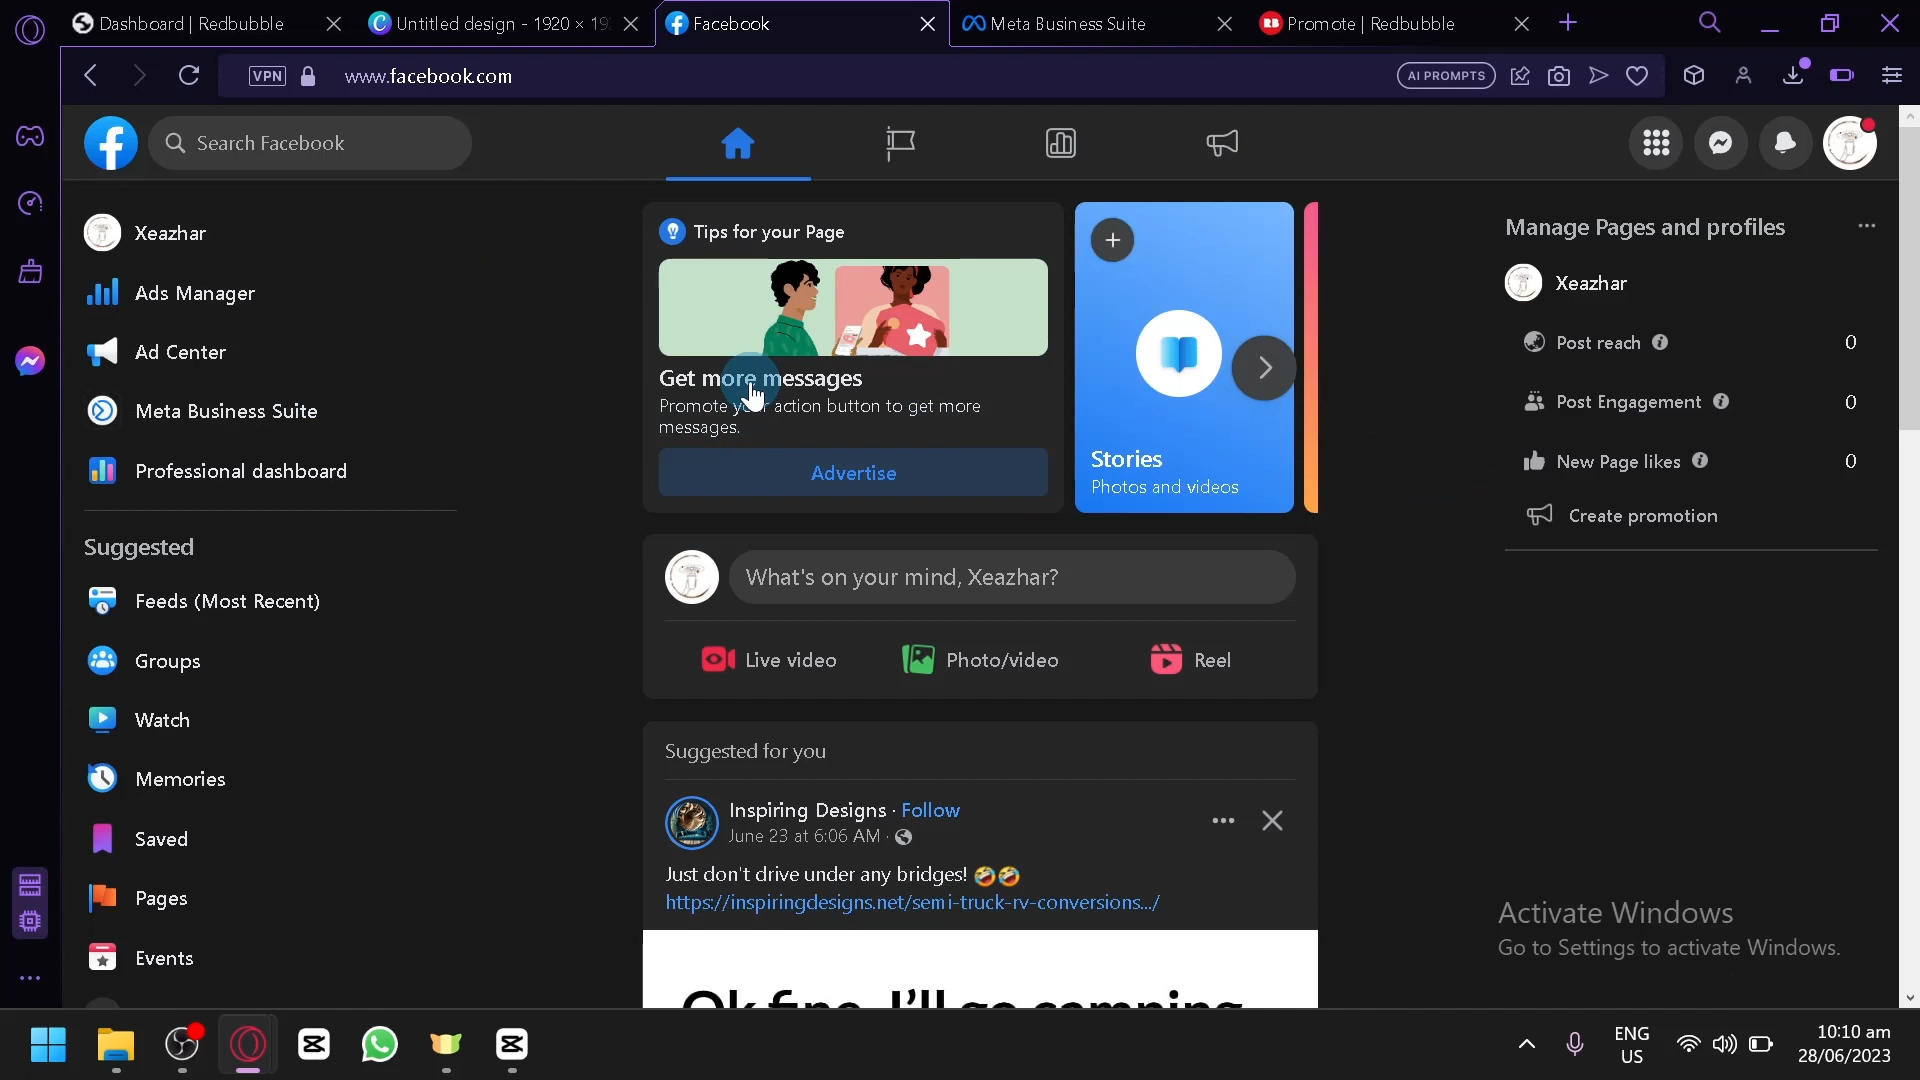 Dashboard | Redbubble
Untitled design - 1920 × 19
Facebook
Meta Business Suite
Promote | Redbubble
VPN
www.facebook.com
AI PROMPTS
Search Facebook
Xeazhar
Ads Manager
Ad Center
Meta Business Suite
Professional dashboard
Suggested
Feeds (Most Recent)
Groups
Watch
Memories
Saved
Pages
Events
Tips for your Page
Get more messages
Promote your action button to get more
messages.
Advertise
Stories
Photos and videos
What's on your mind, Xeazhar?
Live video
Photo/video
Reel
Suggested for you
Inspiring Designs · Follow
June 23 at 6:06 AM ·
Just don't drive under any bridges! 🤣🤣
https://inspiringdesigns.net/semi-truck-rv-conversions.../
Ok fine, I'll go camping
Manage Pages and profiles
Xeazhar
Post reach 0
Post Engagement 0
New Page likes 0
Create promotion
Activate Windows
Go to Settings to activate Windows.
ENG
US
10:10 am
28/06/2023